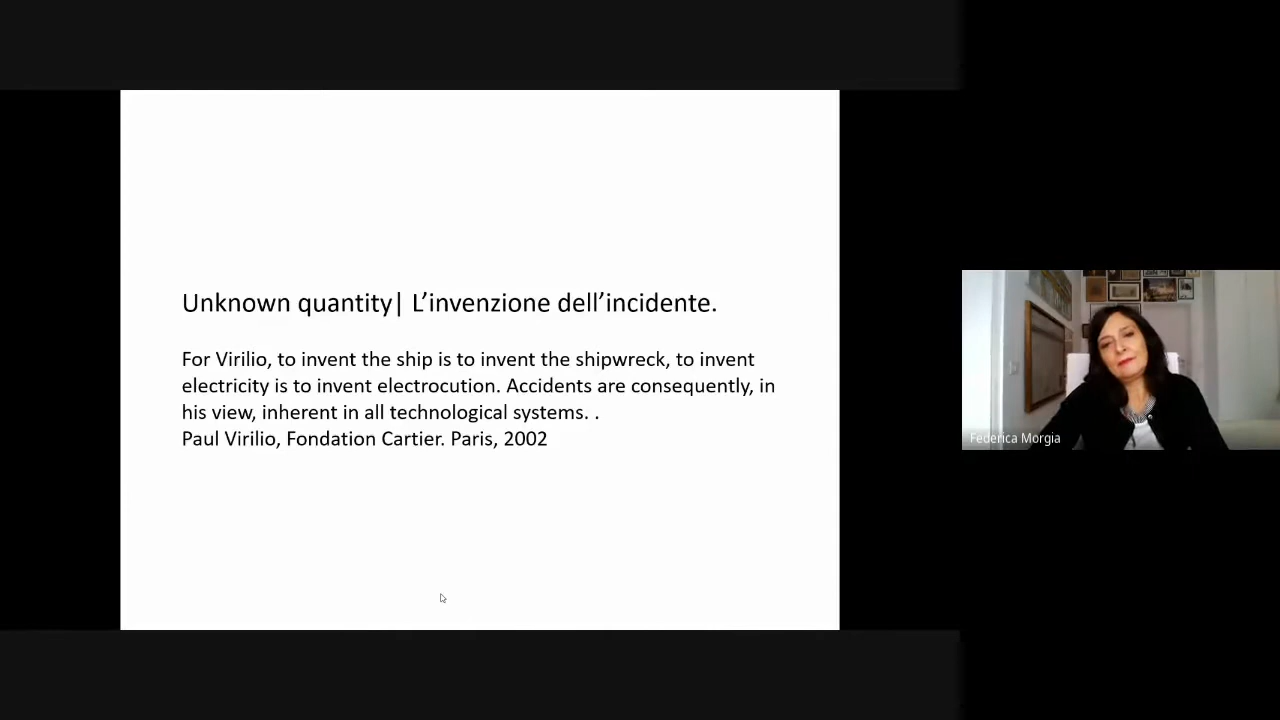 Unknown quantity| L’invenzione dell’incidente.
For Virilio, to invent the ship is to invent the shipwreck, to invent
electricity is to invent electrocution. Accidents are consequently, in
his view, inherent in all technological systems. .
Paul Virilio, Fondation Cartier. Paris, 2002
Federica Morgia